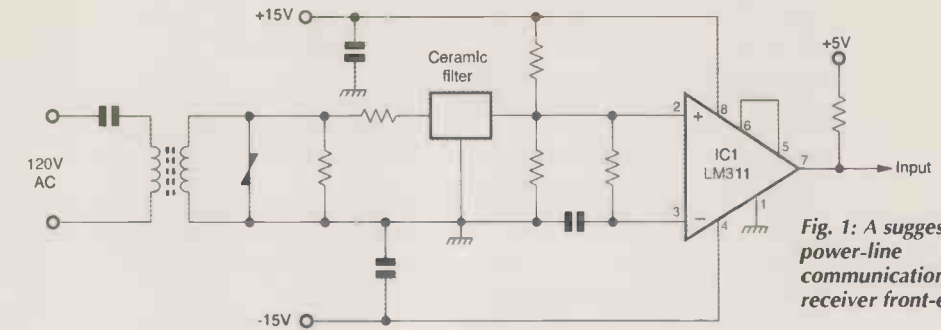 +15V
Ceramic
filter
+5V
120V
AC
2
+
8
6
5
IC1
LM311
7
Input
3
−
1
4
-15V
Fig. 1: A sugges
power-line
communication
receiver front-e